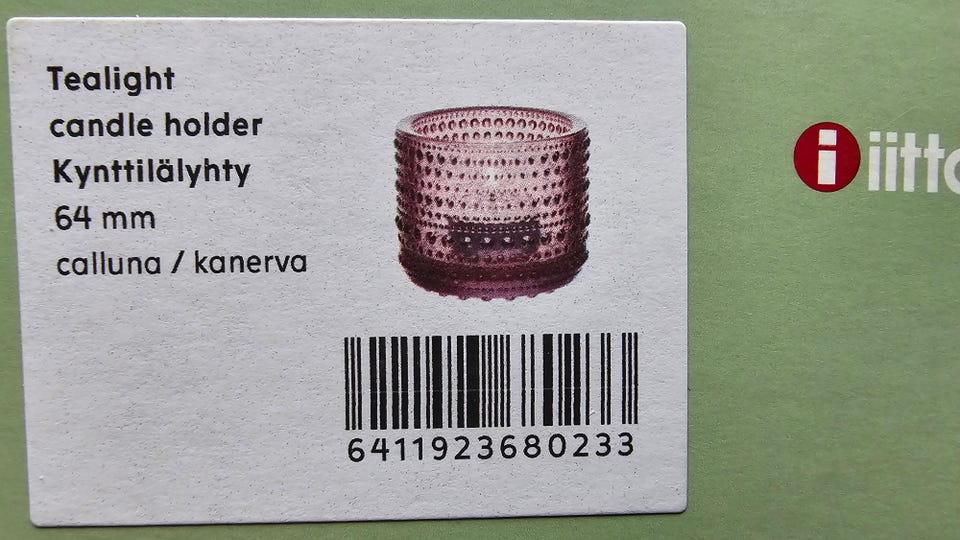 Tealight
candle holder
Kynttilälyhty
64 mm
calluna / kanerva
6411923680233
i